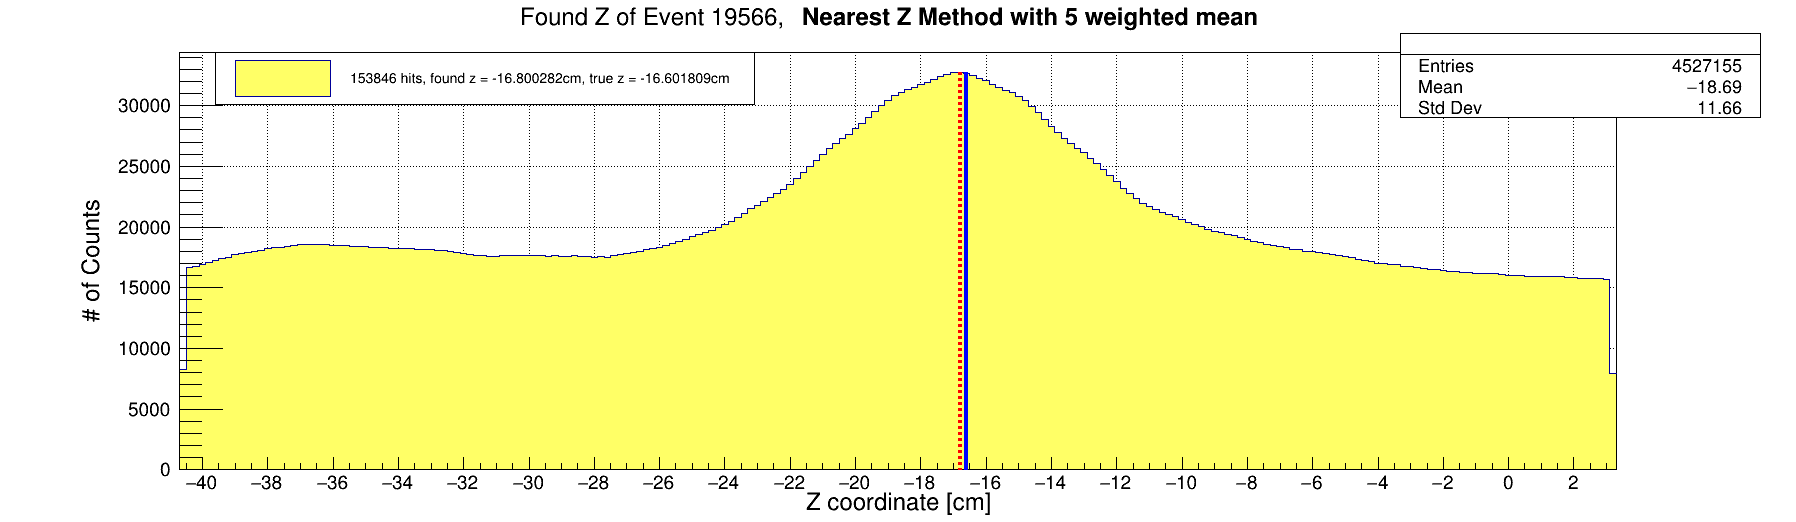 Found Z of Event 19566, Nearest Z Method with 5 weighted mean
153846 hits, found z = -16.800282cm, true z = -16.601809cm
Entries 4527155
Mean −18.69
Std Dev 11.66
# of Counts
30000
25000
20000
15000
10000
5000
0
−40 −38 −36 −34 −32 −30 −28 −26 −24 −22 −20 −18 −16 −14 −12 −10 −8 −6 −4 −2 0 2
Z coordinate [cm]